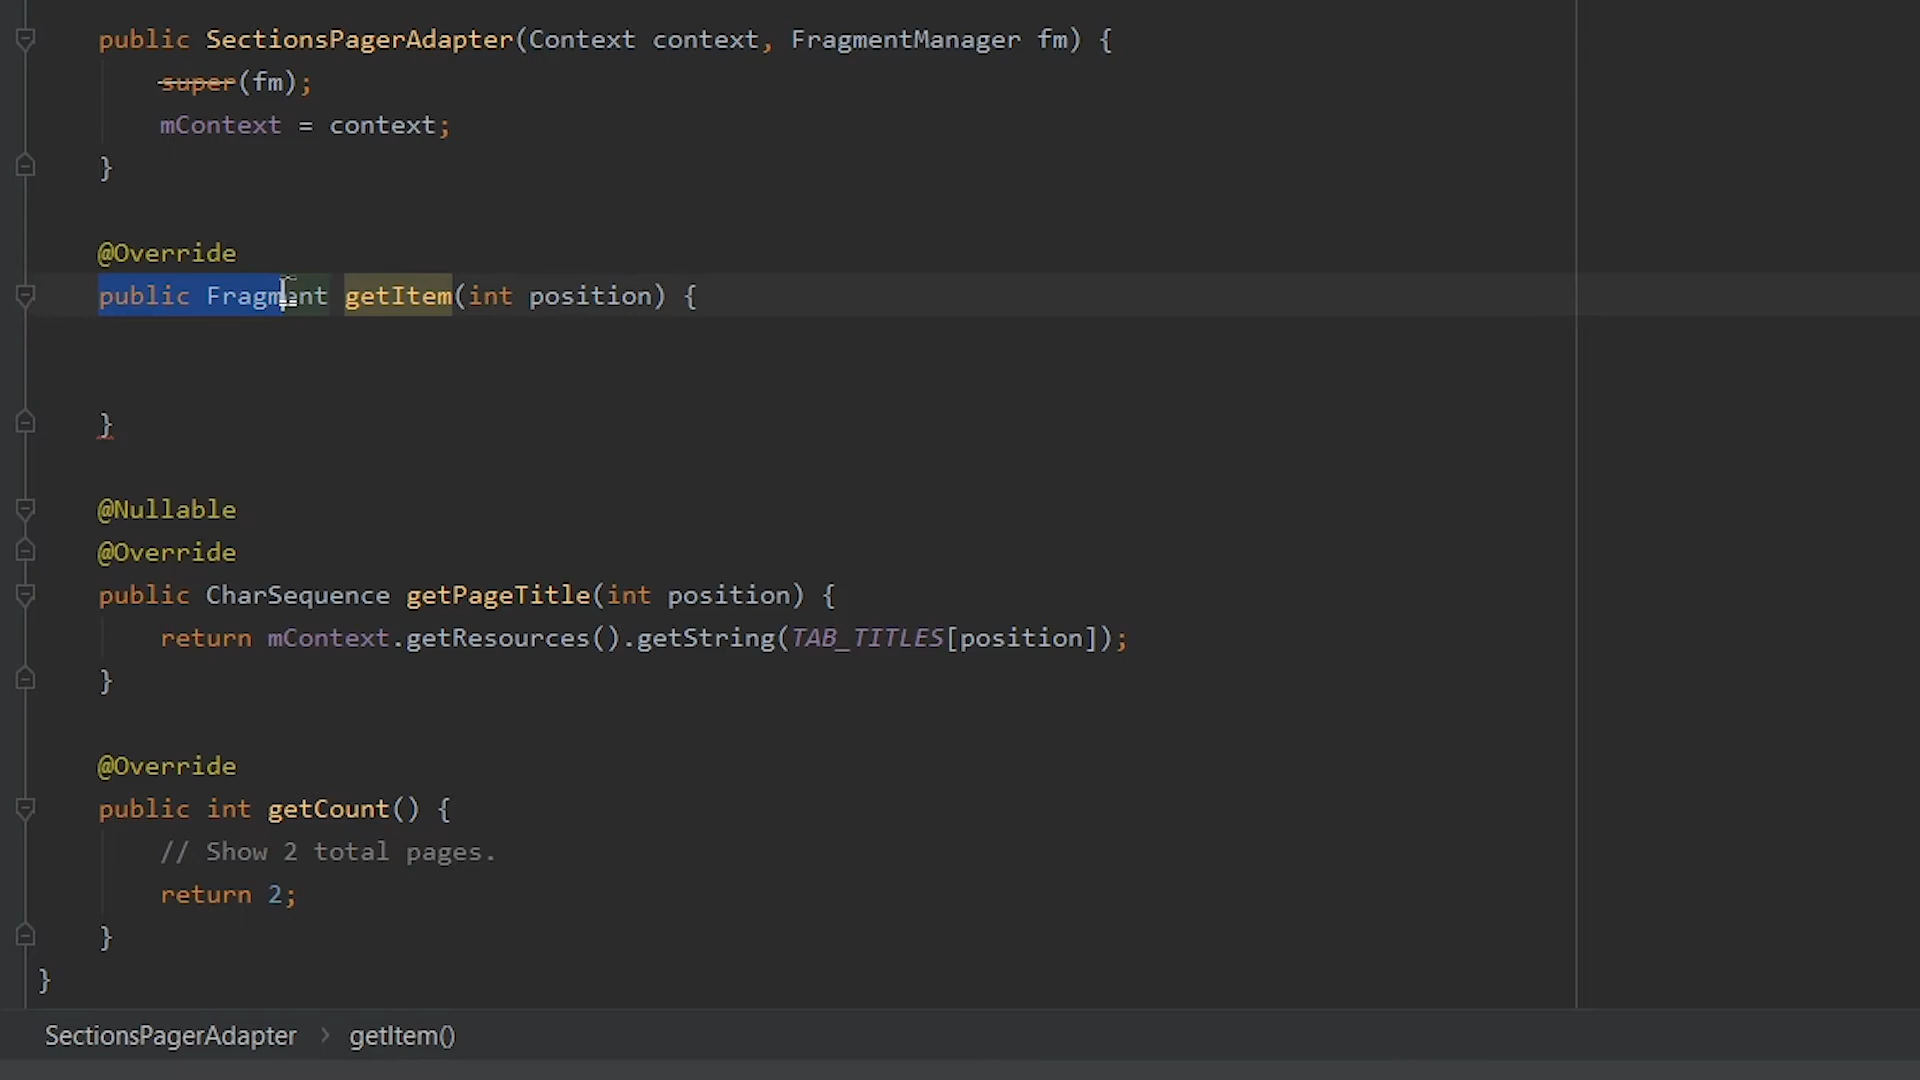 public SectionsPagerAdapter(Context context, FragmentManager fm) {
super(fm);
mContext = context;
}
@Override
public Fragment getItem(int position) {
}
@Nullable
@Override
public CharSequence getPageTitle(int position) {
return mContext.getResources().getString(TAB_TITLES[position]);
}
@Override
public int getCount() {
// Show 2 total pages.
return 2;
}
}
SectionsPagerAdapter › getItem()